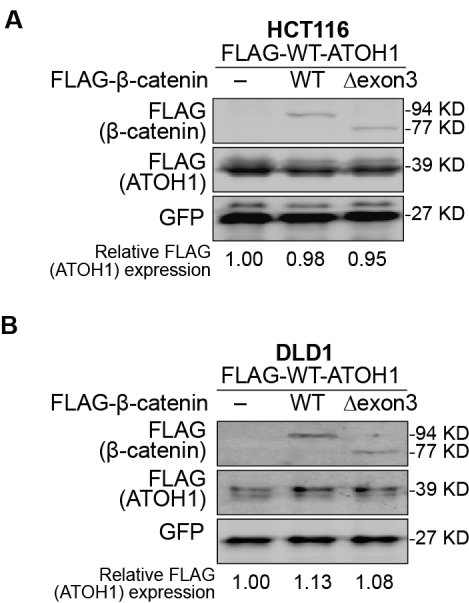 A
HCT116
FLAG-WT-ATOH1
FLAG-β-catenin – WT Δexon3
FLAG
(β-catenin)
-94 KD
-77 KD
FLAG
(ATOH1)
-39 KD
GFP
-27 KD
Relative FLAG
(ATOH1) expression
1.00 0.98 0.95
B
DLD1
FLAG-WT-ATOH1
FLAG-β-catenin – WT Δexon3
FLAG
(β-catenin)
-94 KD
-77 KD
FLAG
(ATOH1)
-39 KD
GFP
-27 KD
Relative FLAG
(ATOH1) expression
1.00 1.13 1.08